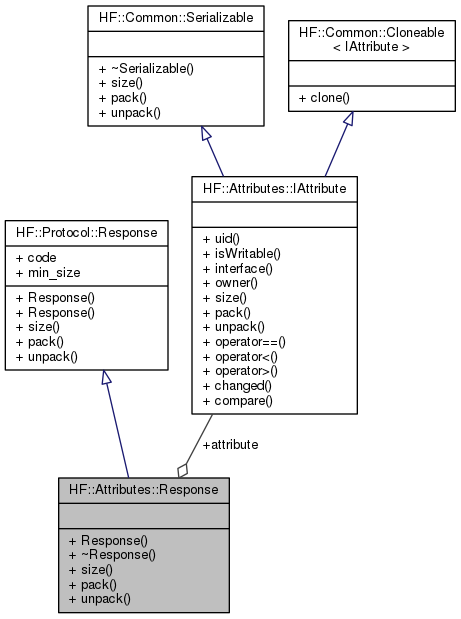 HF::Common::Serializable
+ ~Serializable()
+ size()
+ pack()
+ unpack()
HF::Common::Cloneable
< IAttribute >
+ clone()
HF::Attributes::IAttribute
+ uid()
+ isWritable()
+ interface()
+ owner()
+ size()
+ pack()
+ unpack()
+ operator==()
+ operator<()
+ operator>()
+ changed()
+ compare()
HF::Protocol::Response
+ code
+ min_size
+ Response()
+ Response()
+ size()
+ pack()
+ unpack()
+attribute
HF::Attributes::Response
+ Response()
+ ~Response()
+ size()
+ pack()
+ unpack()